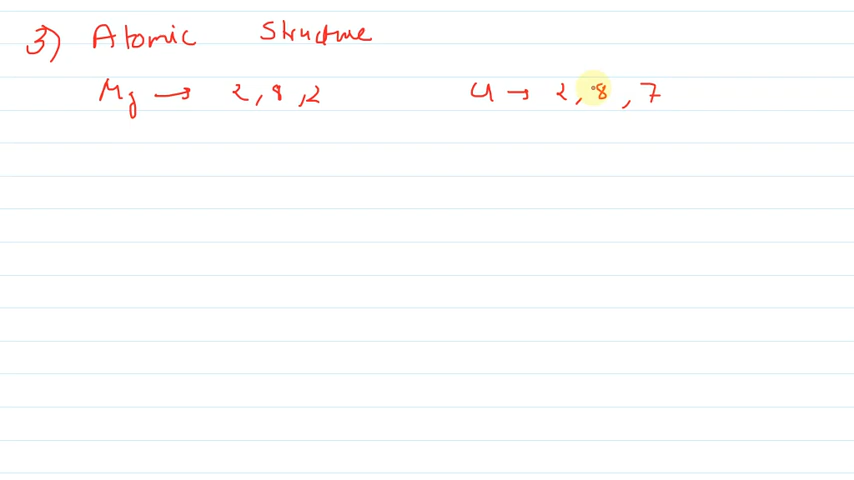 3) Atomic Structure
Mg → 2, 8, 2 Cl → 2, 8, 7